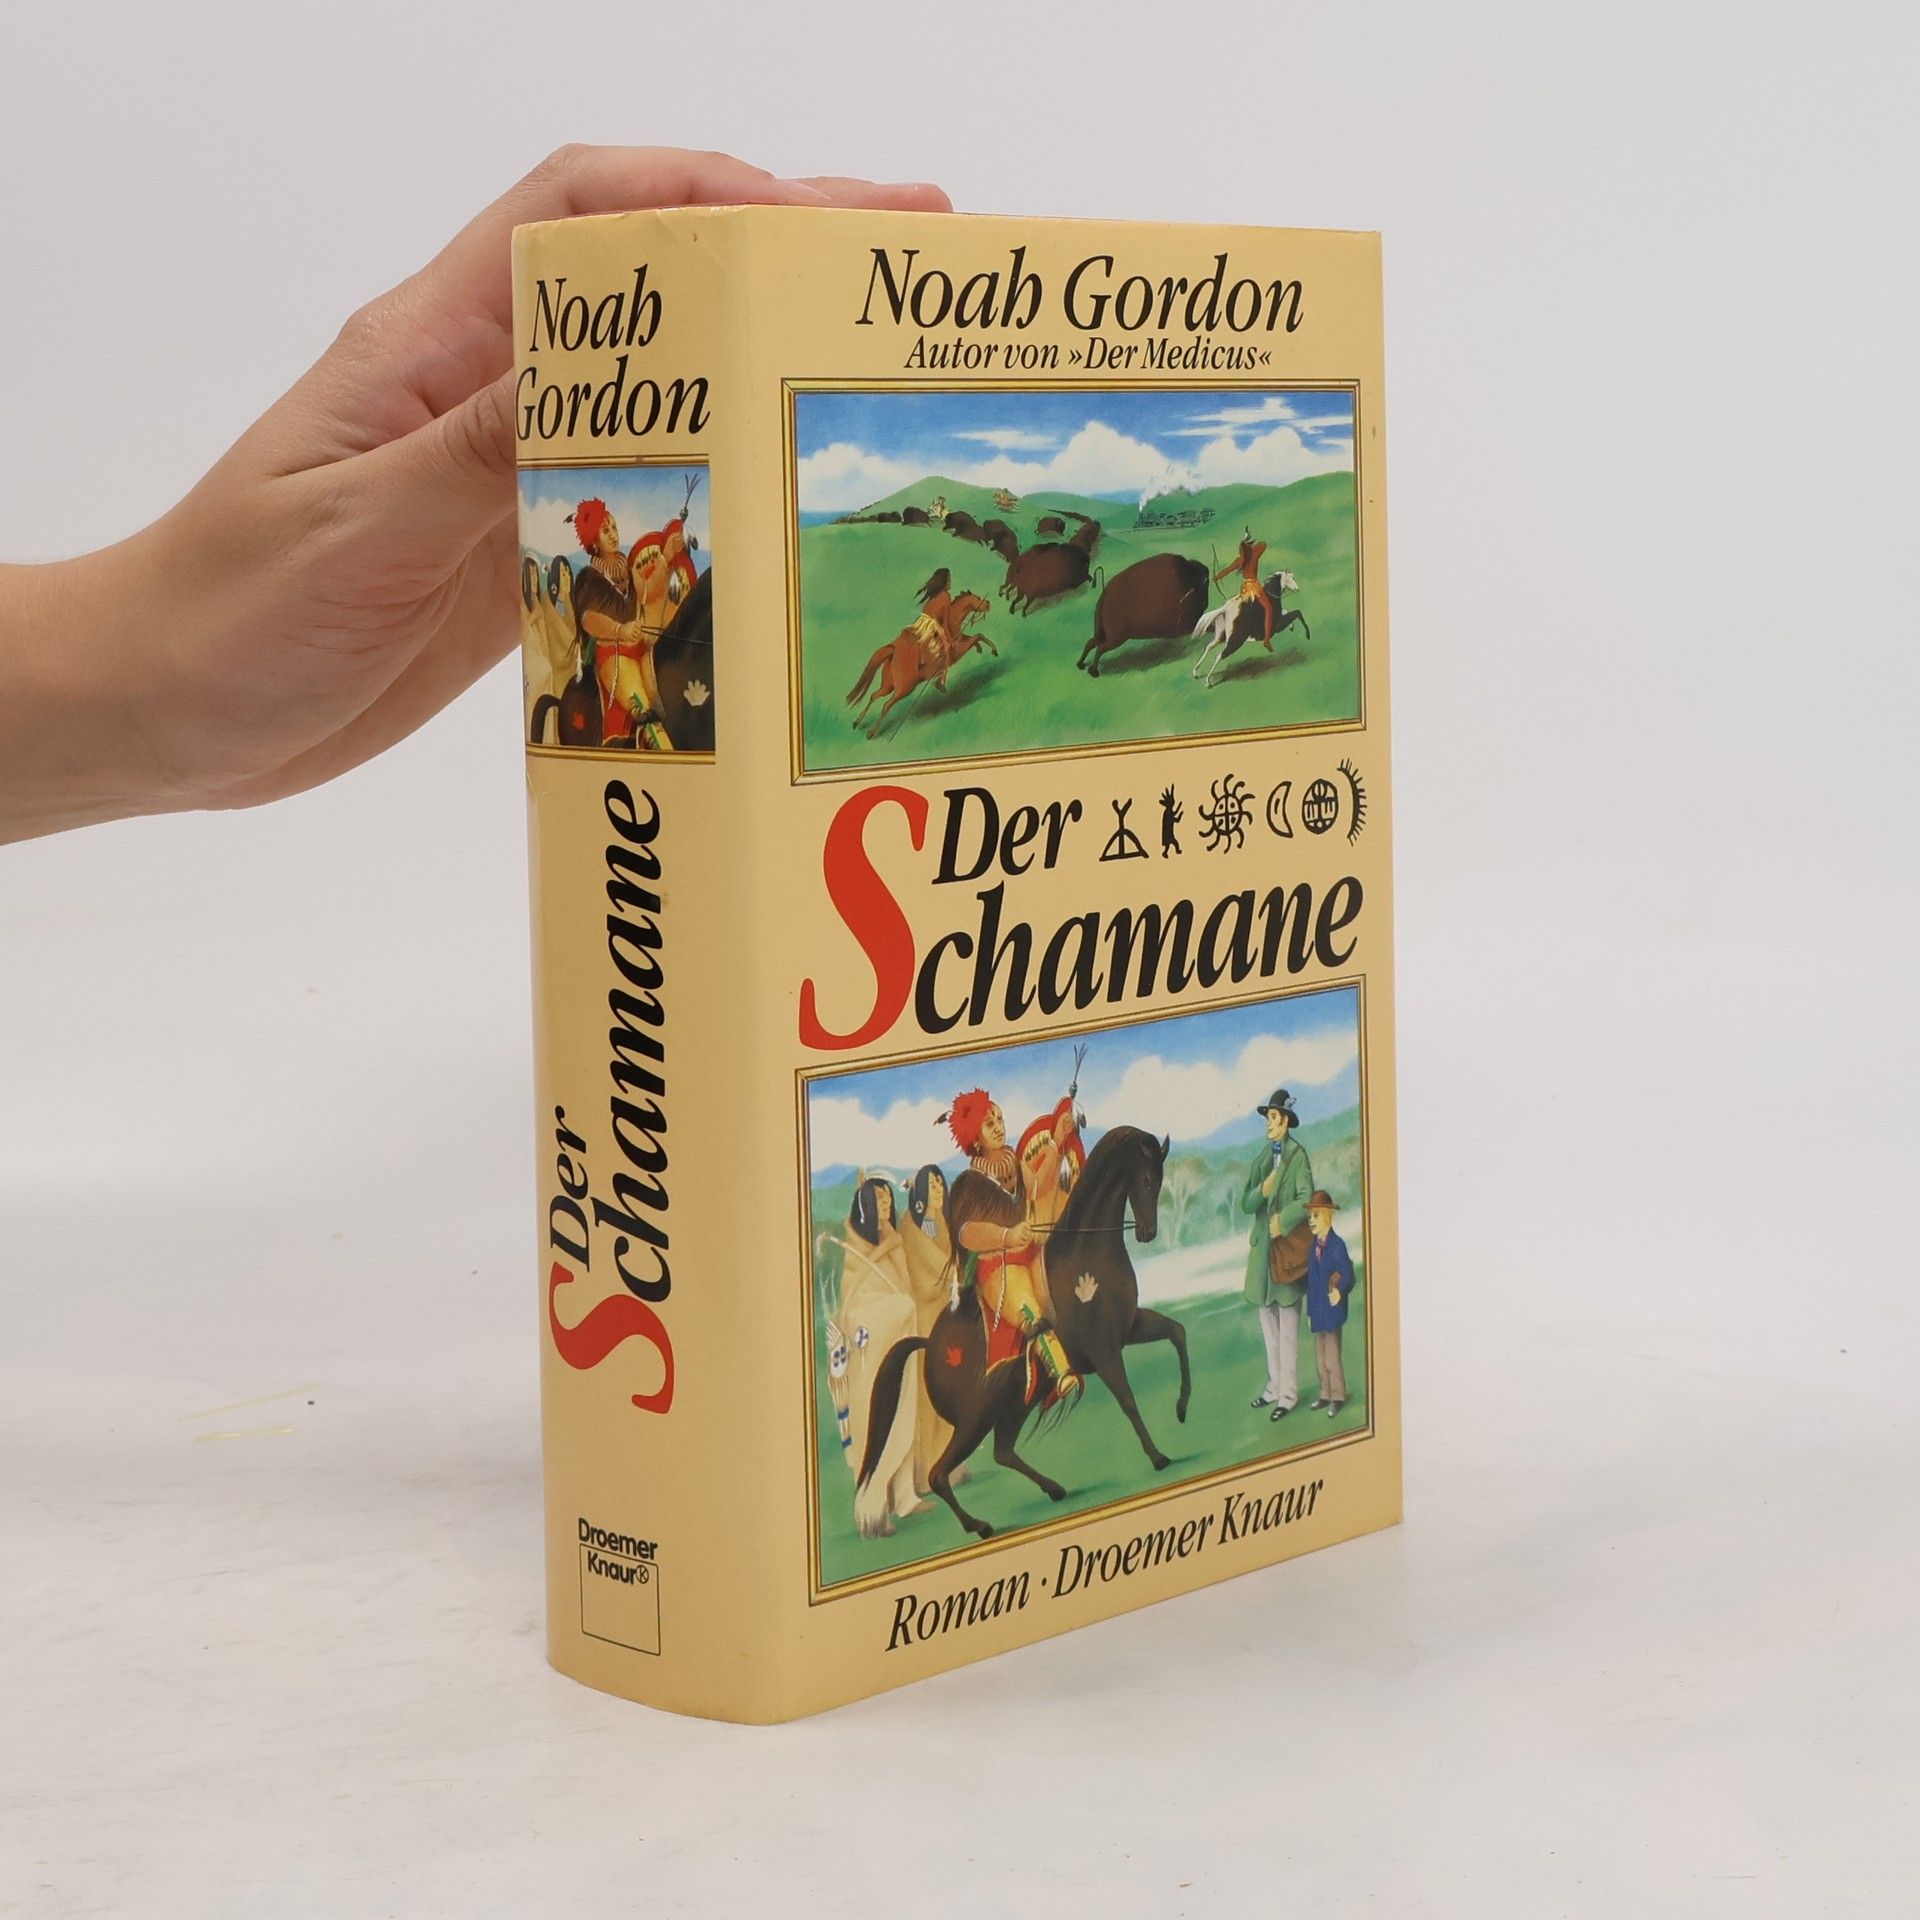 Noah
Gordon
Der
Schamane
Droemer
Knaur®
Noah Gordon
Autor von »Der Medicus«
Der
Schamane
Roman · Droemer Knaur